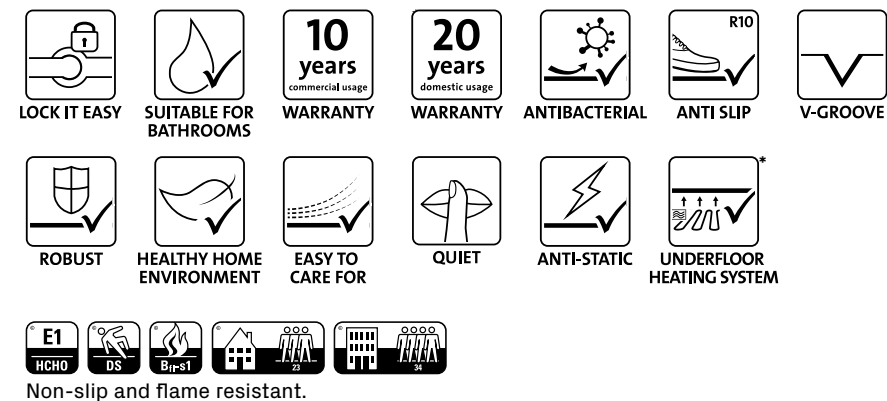 10
years
commercial usage
20
years
domestic usage
R10
LOCK IT EASY
SUITABLE FOR
BATHROOMS
WARRANTY
WARRANTY
ANTIBACTERIAL
ANTI SLIP
V-GROOVE
*
ROBUST
HEALTHY HOME
ENVIRONMENT
EASY TO
CARE FOR
QUIET
ANTI-STATIC
UNDERFLOOR
HEATING SYSTEM
©
E1
HCHO
©
DS
©
Bfl-s1
©
23
©
34
Non-slip and flame resistant.